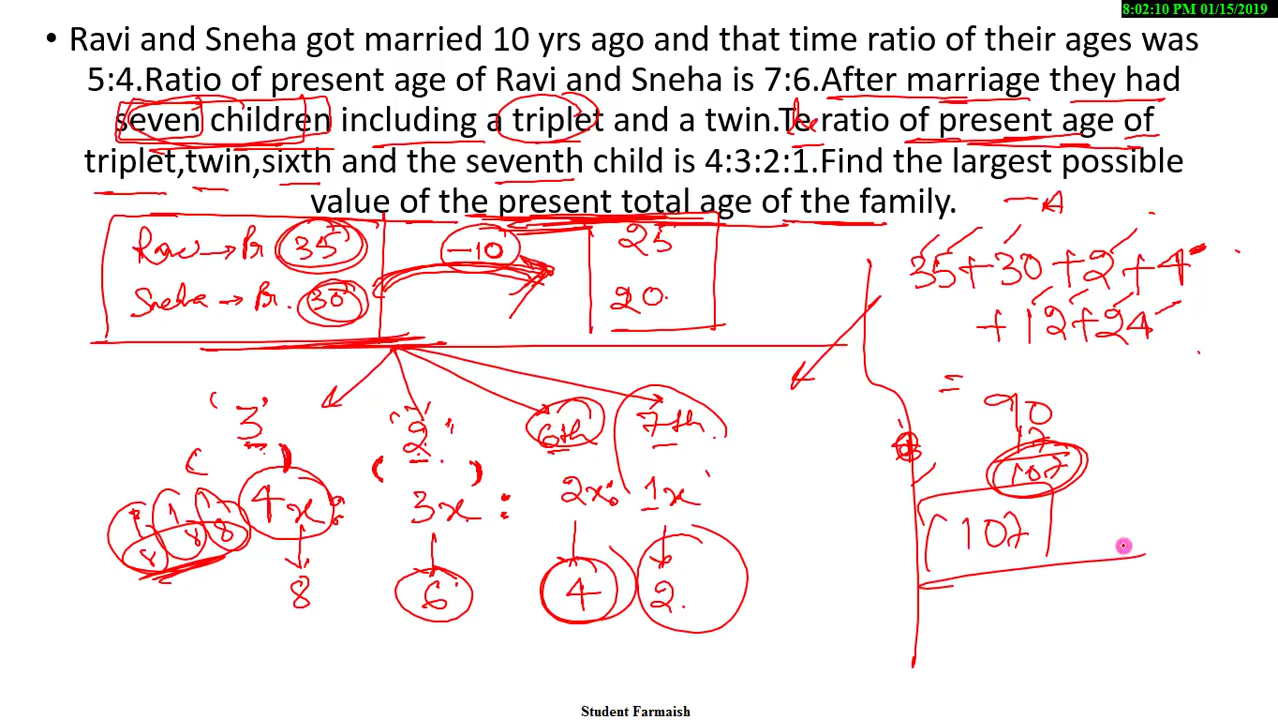 8:02:10 PM 01/15/2019
• Ravi and Sneha got married 10 yrs ago and that time ratio of their ages was
5:4.Ratio of present age of Ravi and Sneha is 7:6.After marriage they had
seven children including a triplet and a twin.Te ratio of present age of
triplet,twin,sixth and the seventh child is 4:3:2:1.Find the largest possible
value of the present total age of the family.
Ravi → Pr 35 -10 25
Sneha → Pr. 30 20
35+30+2+4
+12+24
= 90
17
107
107
3 2 6th 7th
4x : 3x : 2x : 1x
8 8 8
8 6 4 2.
Student Farmaish